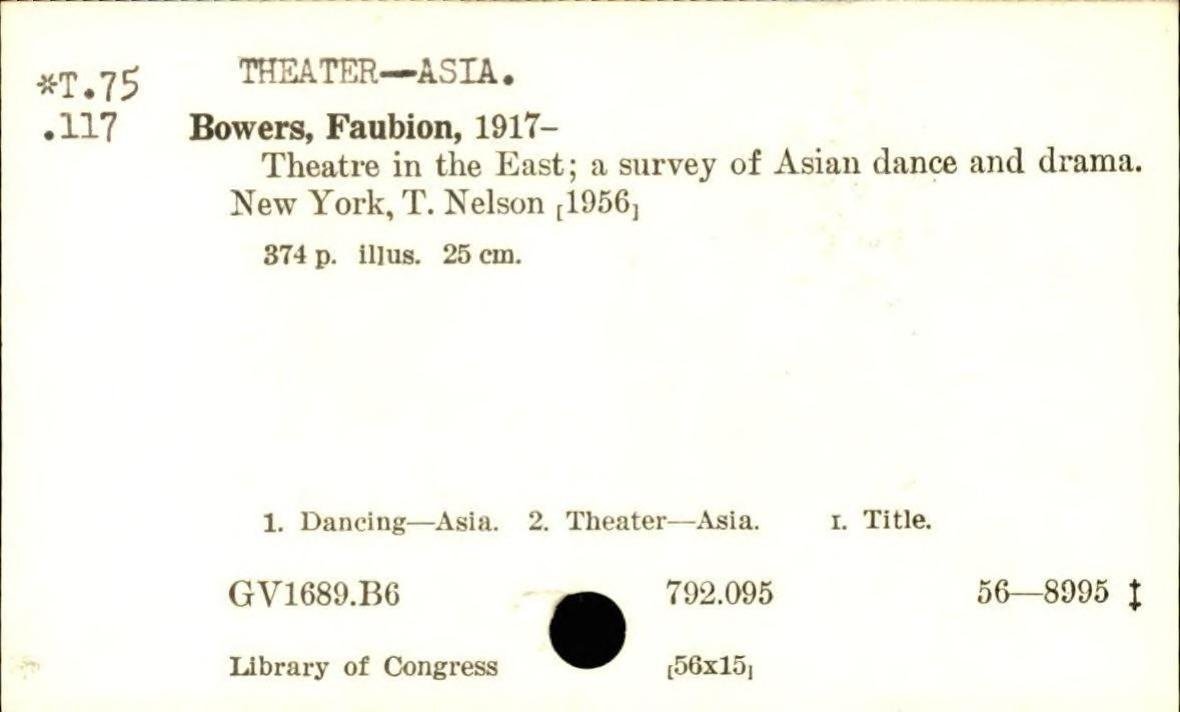 THEATER—ASIA.
*T.75
.117
Bowers, Faubion, 1917–
Theatre in the East; a survey of Asian dance and drama.
New York, T. Nelson [1956]
374 p. illus. 25 cm.
1. Dancing—Asia. 2. Theater—Asia. I. Title.
GV1689.B6 792.095 56—8995 ‡
Library of Congress [56x15]